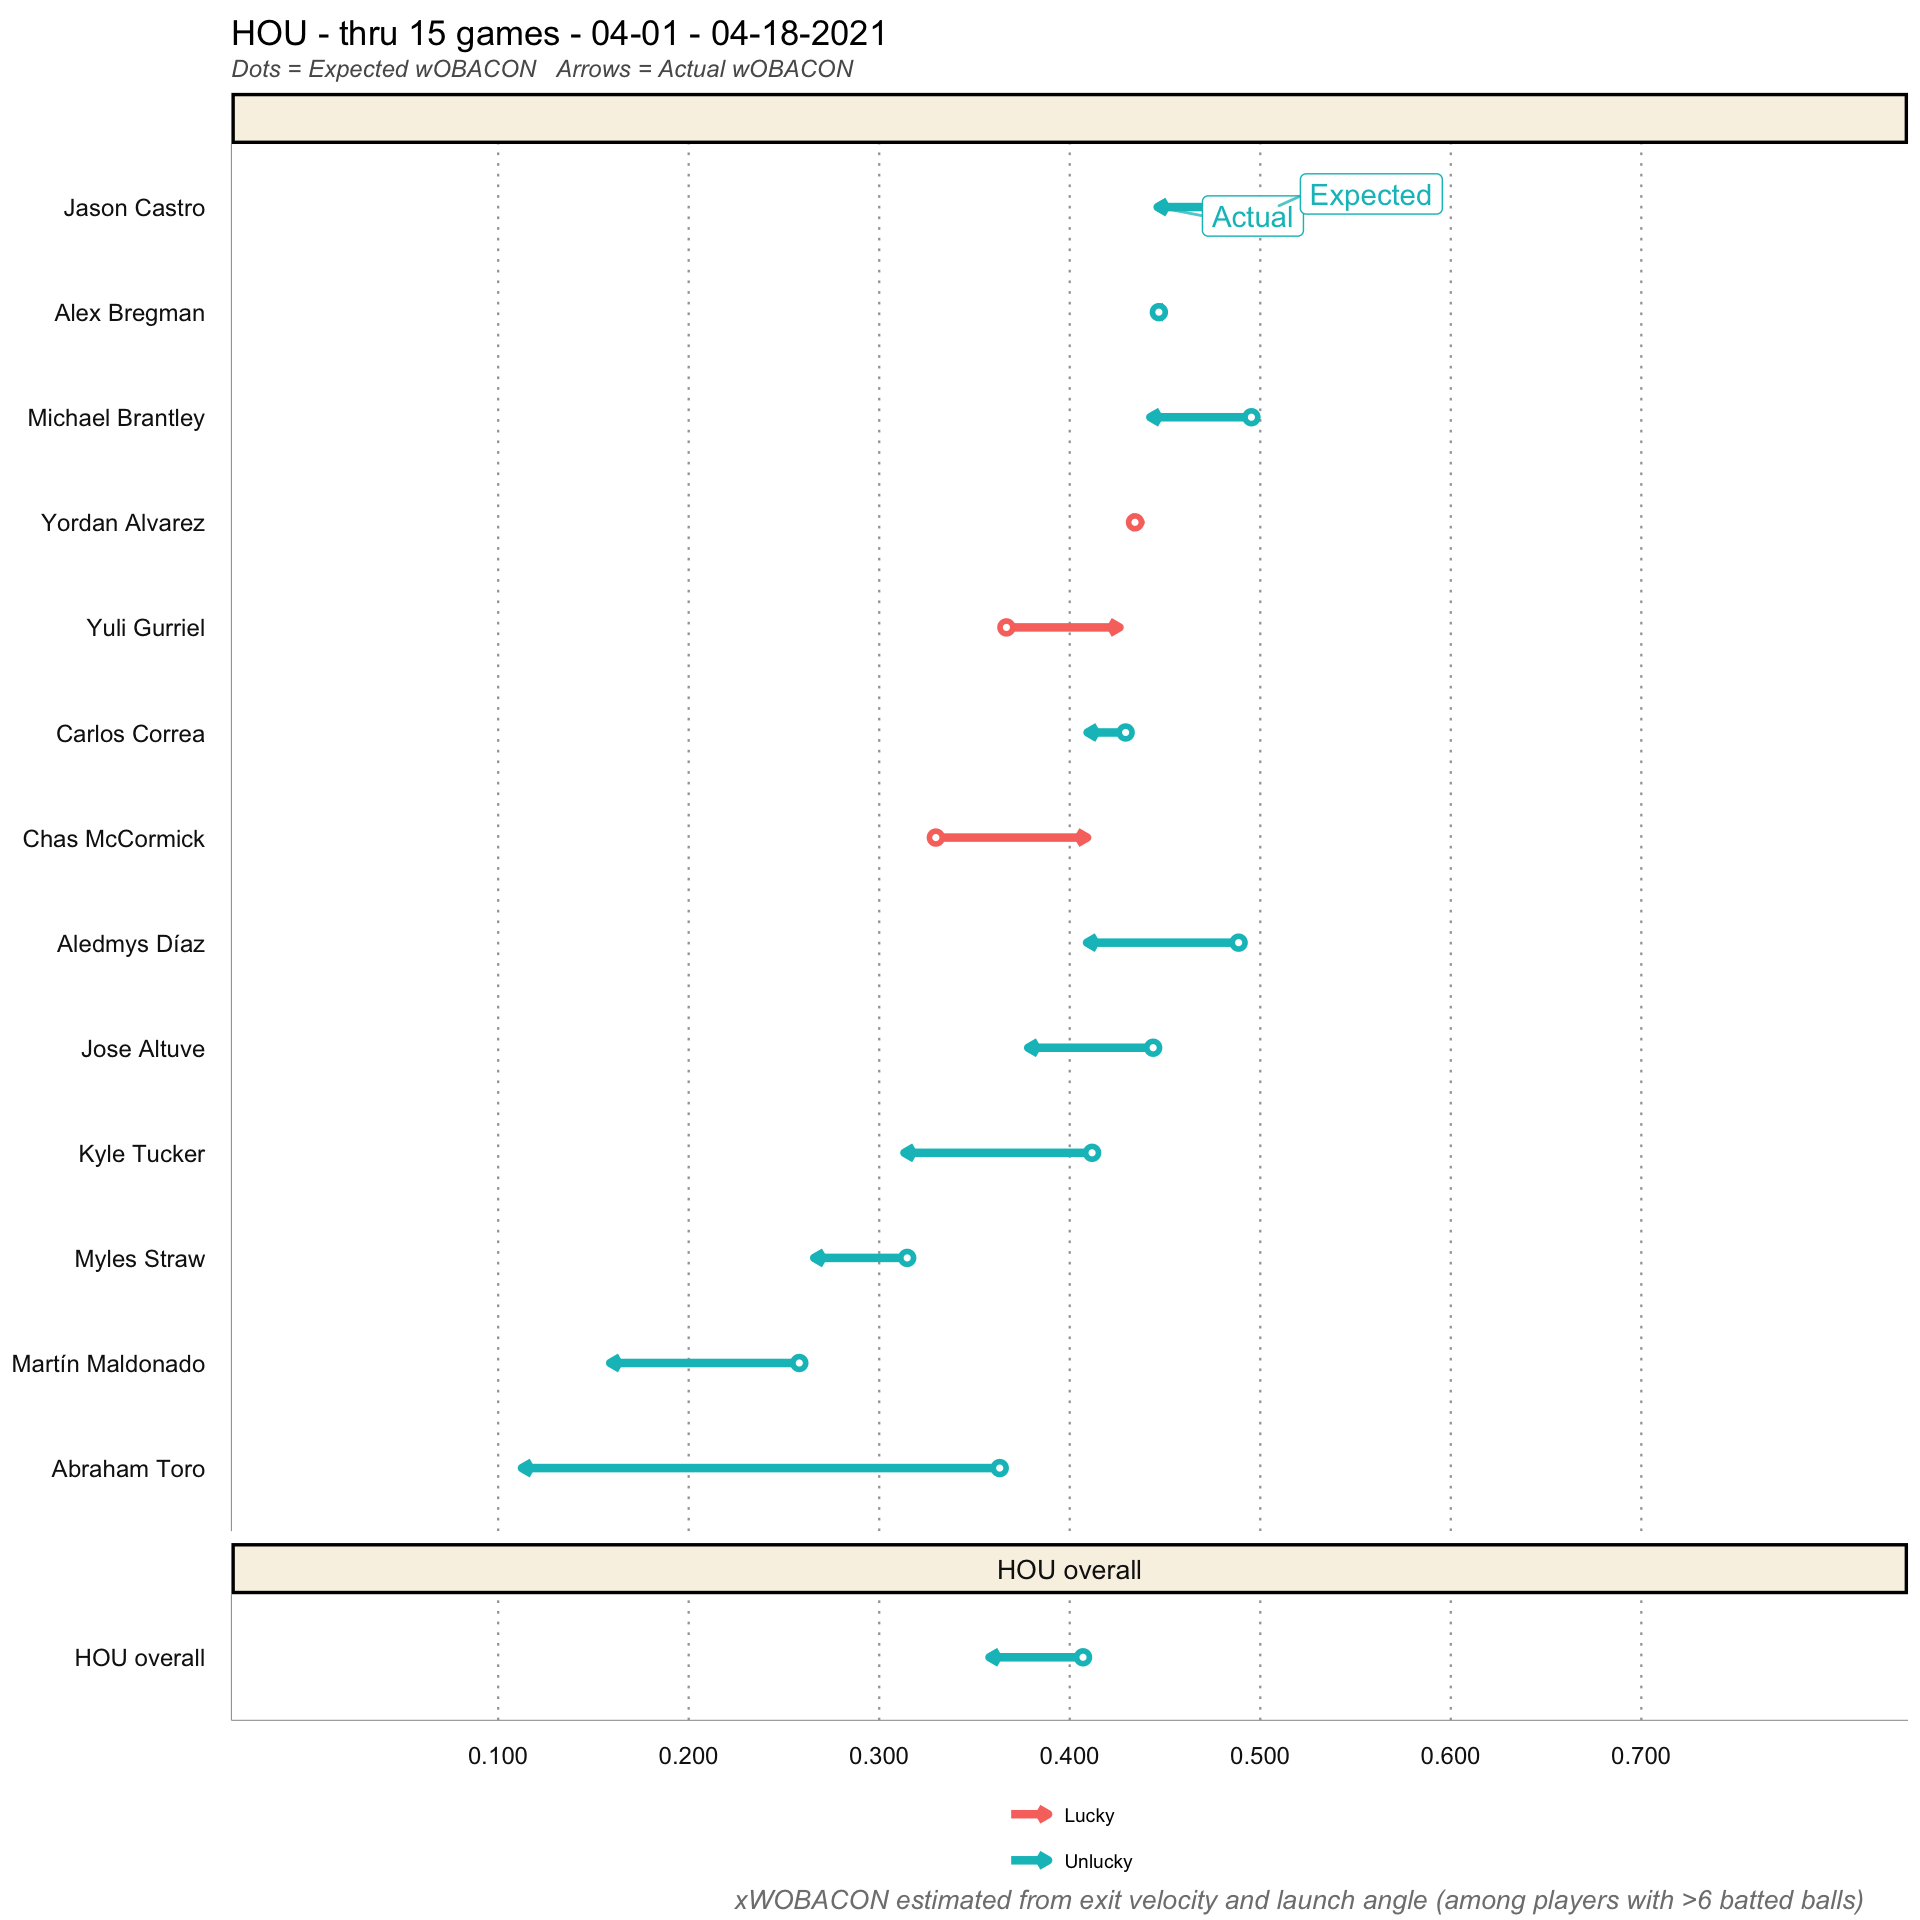 HOU - thru 15 games - 04-01 - 04-18-2021
Dots = Expected wOBACON   Arrows = Actual wOBACON
Jason Castro
Expected
Actual
Alex Bregman
Michael Brantley
Yordan Alvarez
Yuli Gurriel
Carlos Correa
Chas McCormick
Aledmys Díaz
Jose Altuve
Kyle Tucker
Myles Straw
Martín Maldonado
Abraham Toro
HOU overall
HOU overall
0.100 0.200 0.300 0.400 0.500 0.600 0.700
Lucky
Unlucky
xWOBACON estimated from exit velocity and launch angle (among players with >6 batted balls)